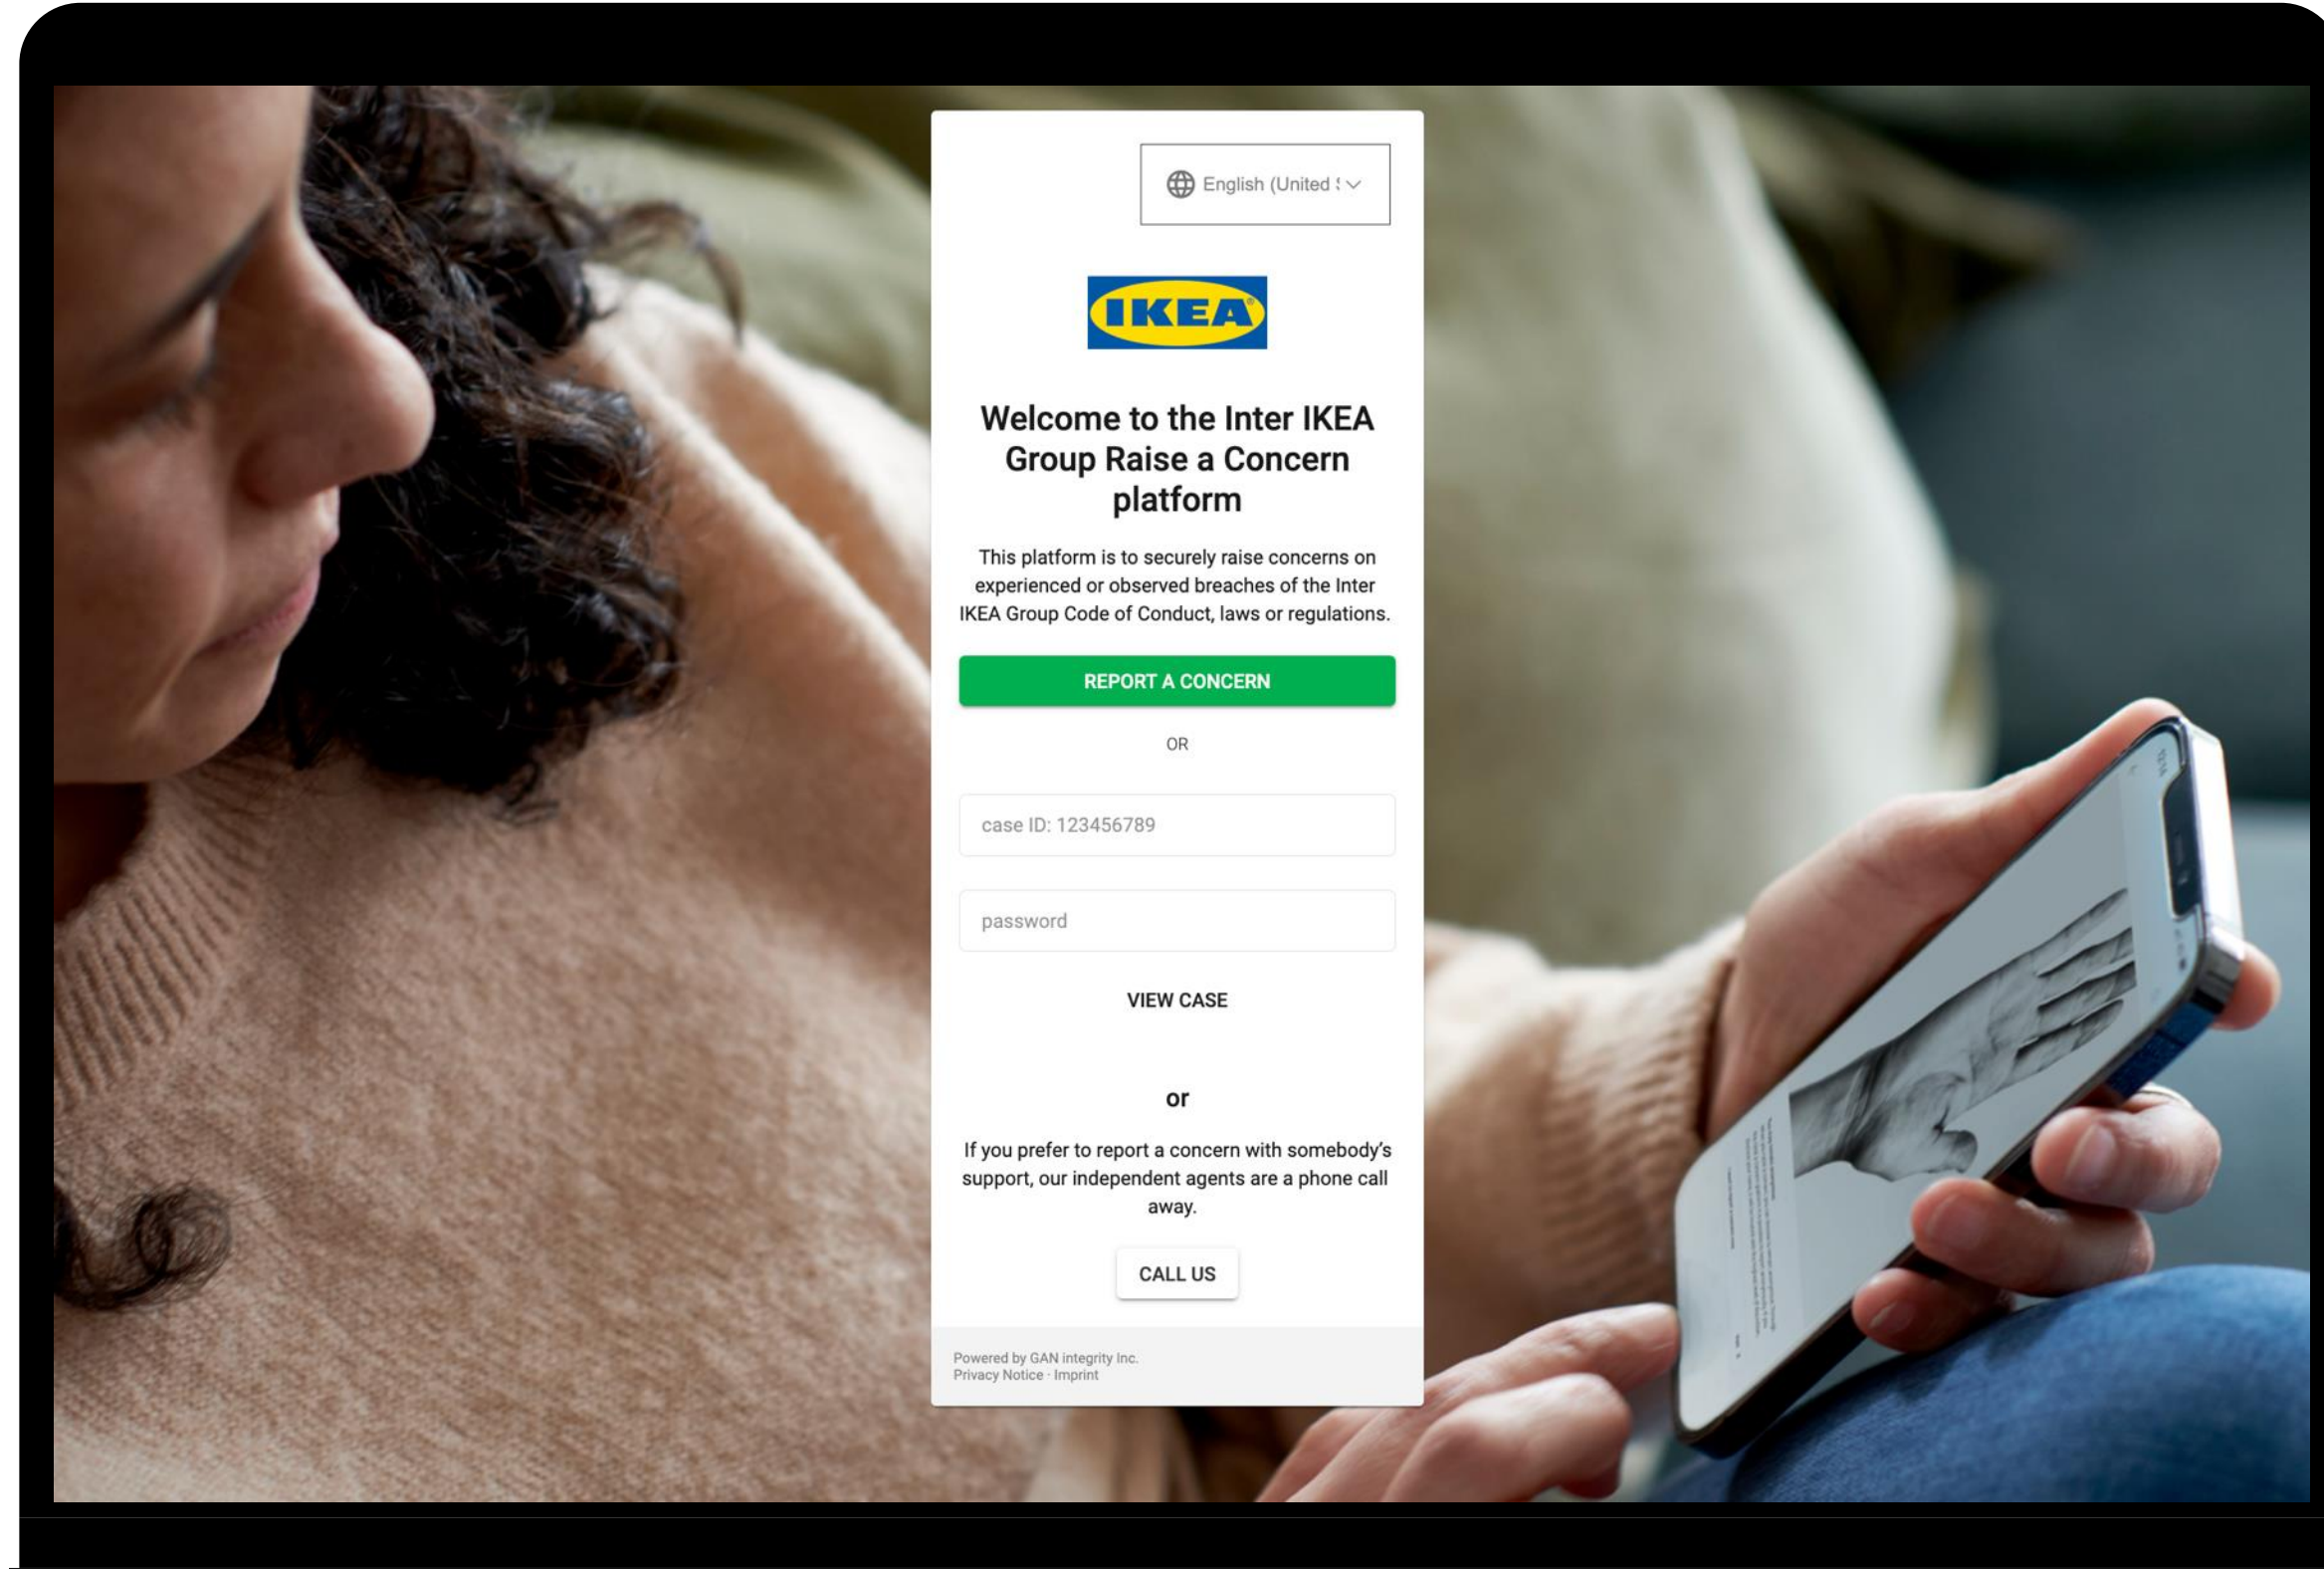 English (United
IKEA
Welcome to the Inter IKEA
Group Raise a Concern
platform
This platform is to securely raise concerns on
experienced or observed breaches of the Inter
IKEA Group Code of Conduct, laws or regulations.
REPORT A CONCERN
OR
case ID: 123456789
password
VIEW CASE
or
If you prefer to report a concern with somebody’s
support, our independent agents are a phone call
away.
CALL US
Powered by GAN integrity Inc.
Privacy Notice · Imprint